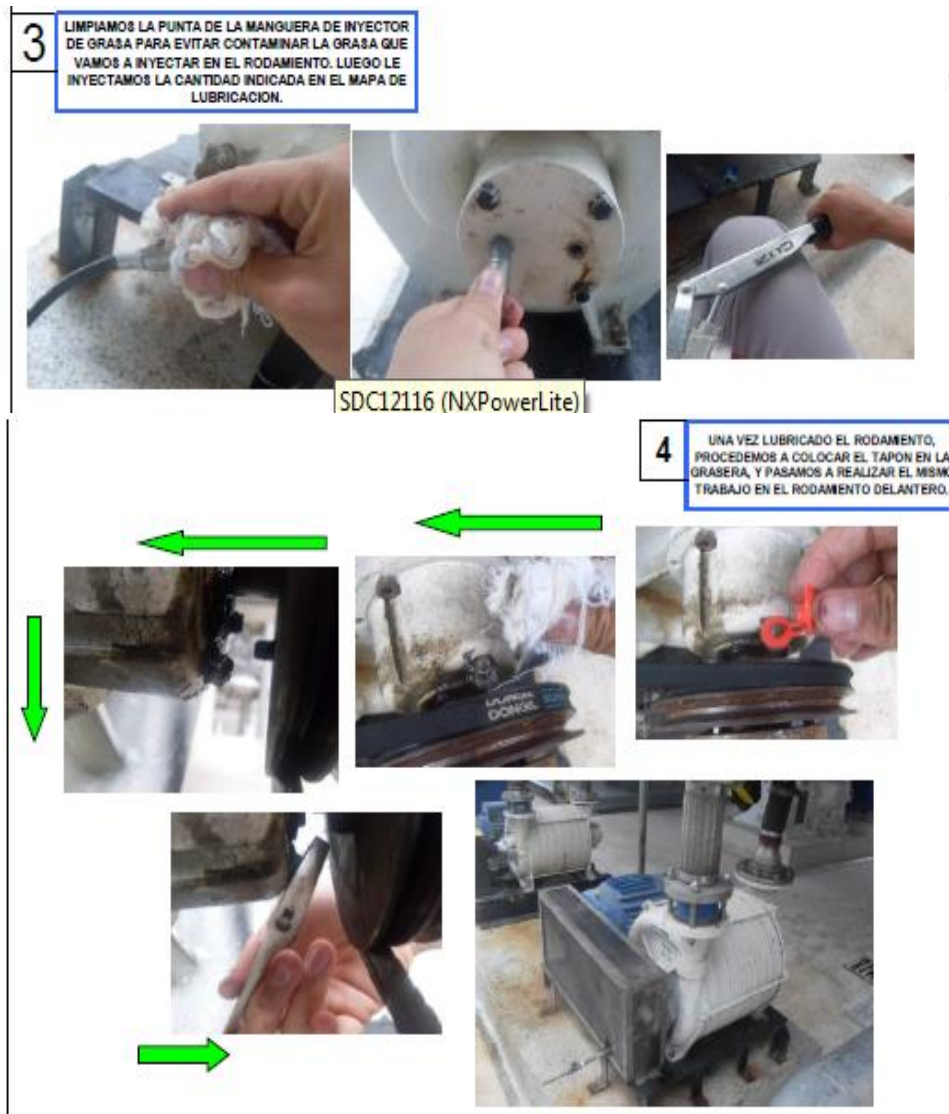 3
LIMPIAMOS LA PUNTA DE LA MANGUERA DE INYECTOR
DE GRASA PARA EVITAR CONTAMINAR LA GRASA QUE
VAMOS A INYECTAR EN EL RODAMIENTO. LUEGO LE
INYECTAMOS LA CANTIDAD INDICADA EN EL MAPA DE
LUBRICACION.
SDC12116 (NXPowerLite)
4
UNA VEZ LUBRICADO EL RODAMIENTO,
PROCEDEMOS A COLOCAR EL TAPON EN LA
GRASERA, Y PASAMOS A REALIZAR EL MISMO
TRABAJO EN EL RODAMIENTO DELANTERO.